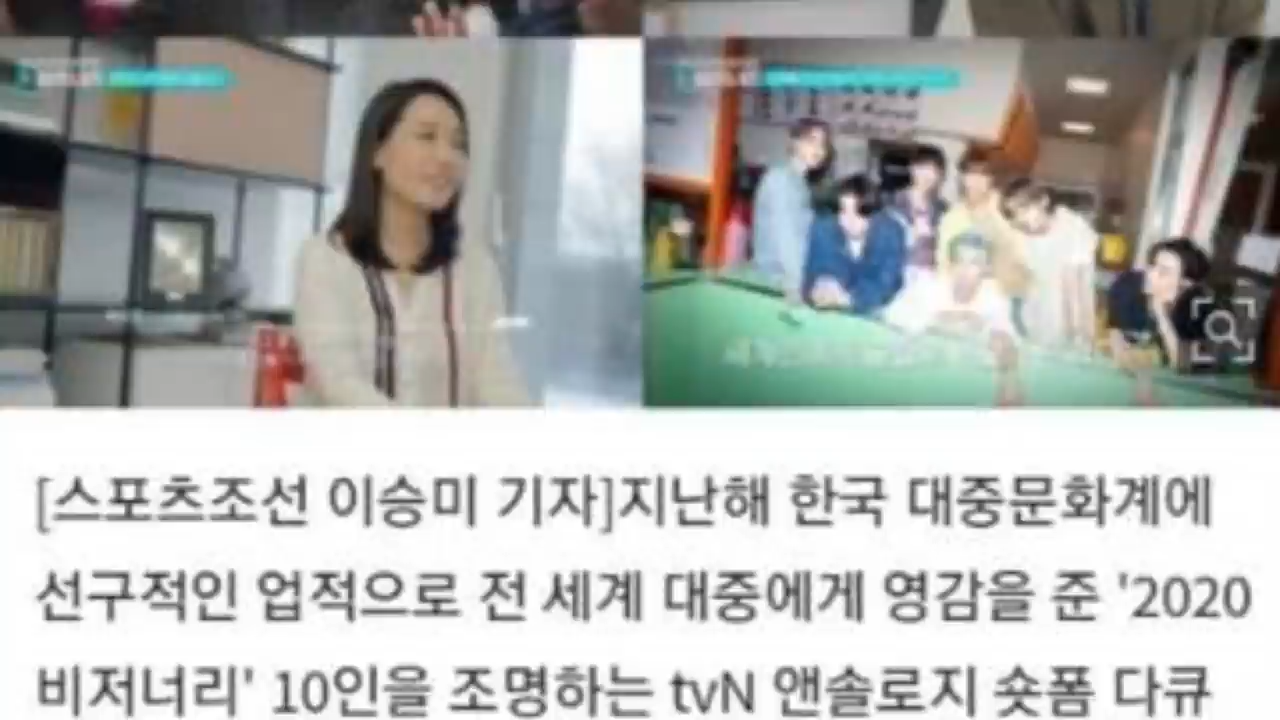 [스포츠조선 이승미 기자]지난해 한국 대중문화계에
선구적인 업적으로 전 세계 대중에게 영감을 준 '2020
비저너리' 10인을 조명하는 tvN 앤솔로지 숏폼 다큐